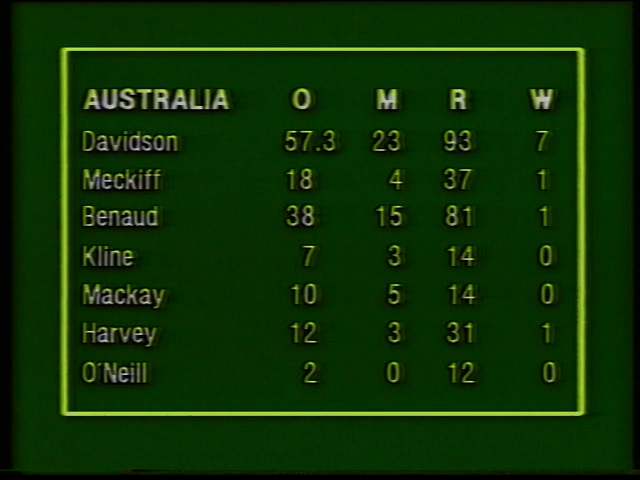 AUSTRALIA O M R W
Davidson 57.3 23 93 7
Meckiff 18 4 37 1
Benaud 38 15 81 1
Kline 7 3 14 0
Mackay 10 5 14 0
Harvey 12 3 31 1
O'Neill 2 0 12 0